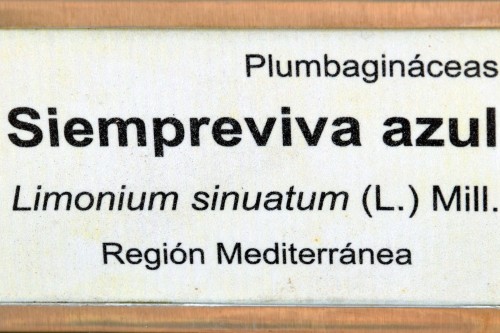 Plumbagináceas
Siempreviva azul
Limonium sinuatum (L.) Mill.
Región Mediterránea